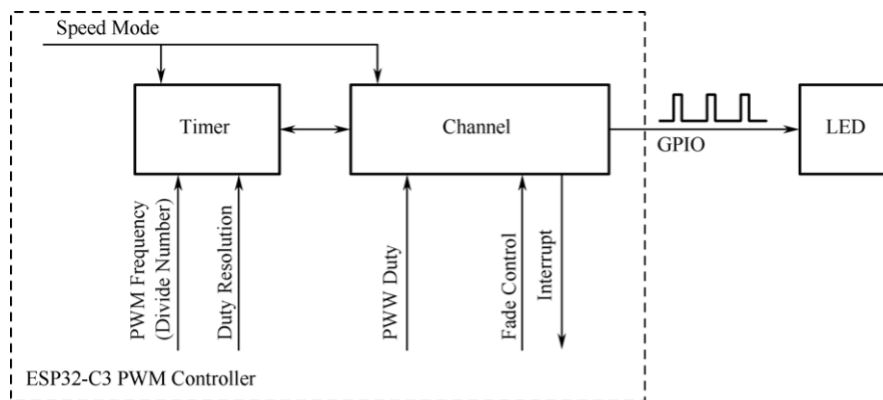 Speed Mode
Timer
Channel
LED
GPIO
PWM Frequency
(Divide Number)
Duty Resolution
PWW Duty
Fade Control
Interrupt
ESP32-C3 PWM Controller